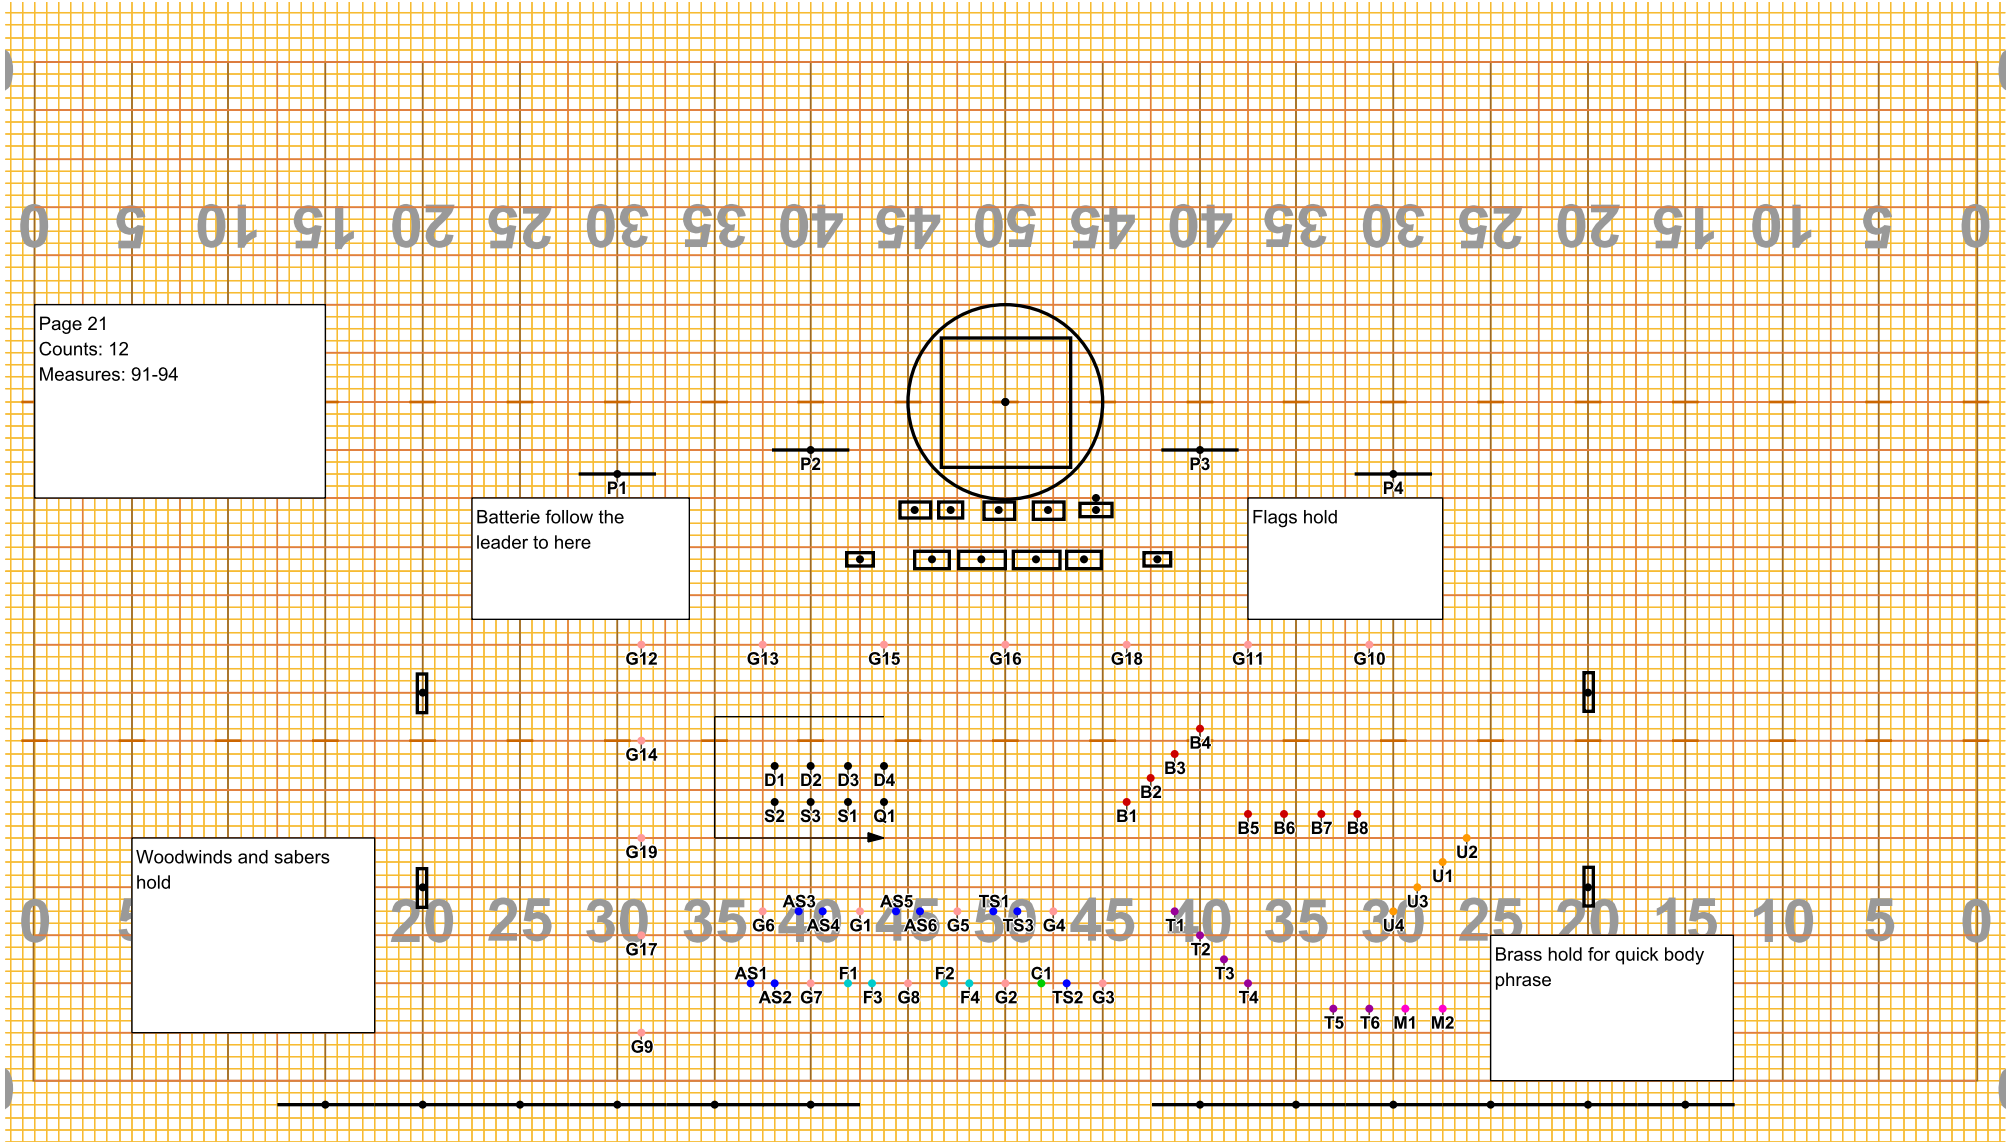 0 5 10 15 20 25 30 35 40 45 50 45 40 35 30 25 20 15 10 5 0
Page 21
Counts: 12
Measures: 91-94
P2 P3
P1 P4
Batterie follow the
leader to here
Flags hold
G12 G13 G15 G16 G18 G11 G10
B4
G14
B3
D1 D2 D3 D4
B2
S2 S3 S1 Q1 B1
B5 B6 B7 B8
G19 U2
Woodwinds and sabers
hold
U1
U3
AS3 AS5 TS1
0 5 20 25 30 35 40 45 50 45 40 35 30 25 20 15 10 5 0
G6 AS4 G1 AS6 G5 TS3 G4 T1 U4
G17 T2
Brass hold for quick body
phrase
AS1 F1 F2 C1 T3
AS2 G7 F3 G8 F4 G2 TS2 G3 T4
T5 T6 M1 M2
G9